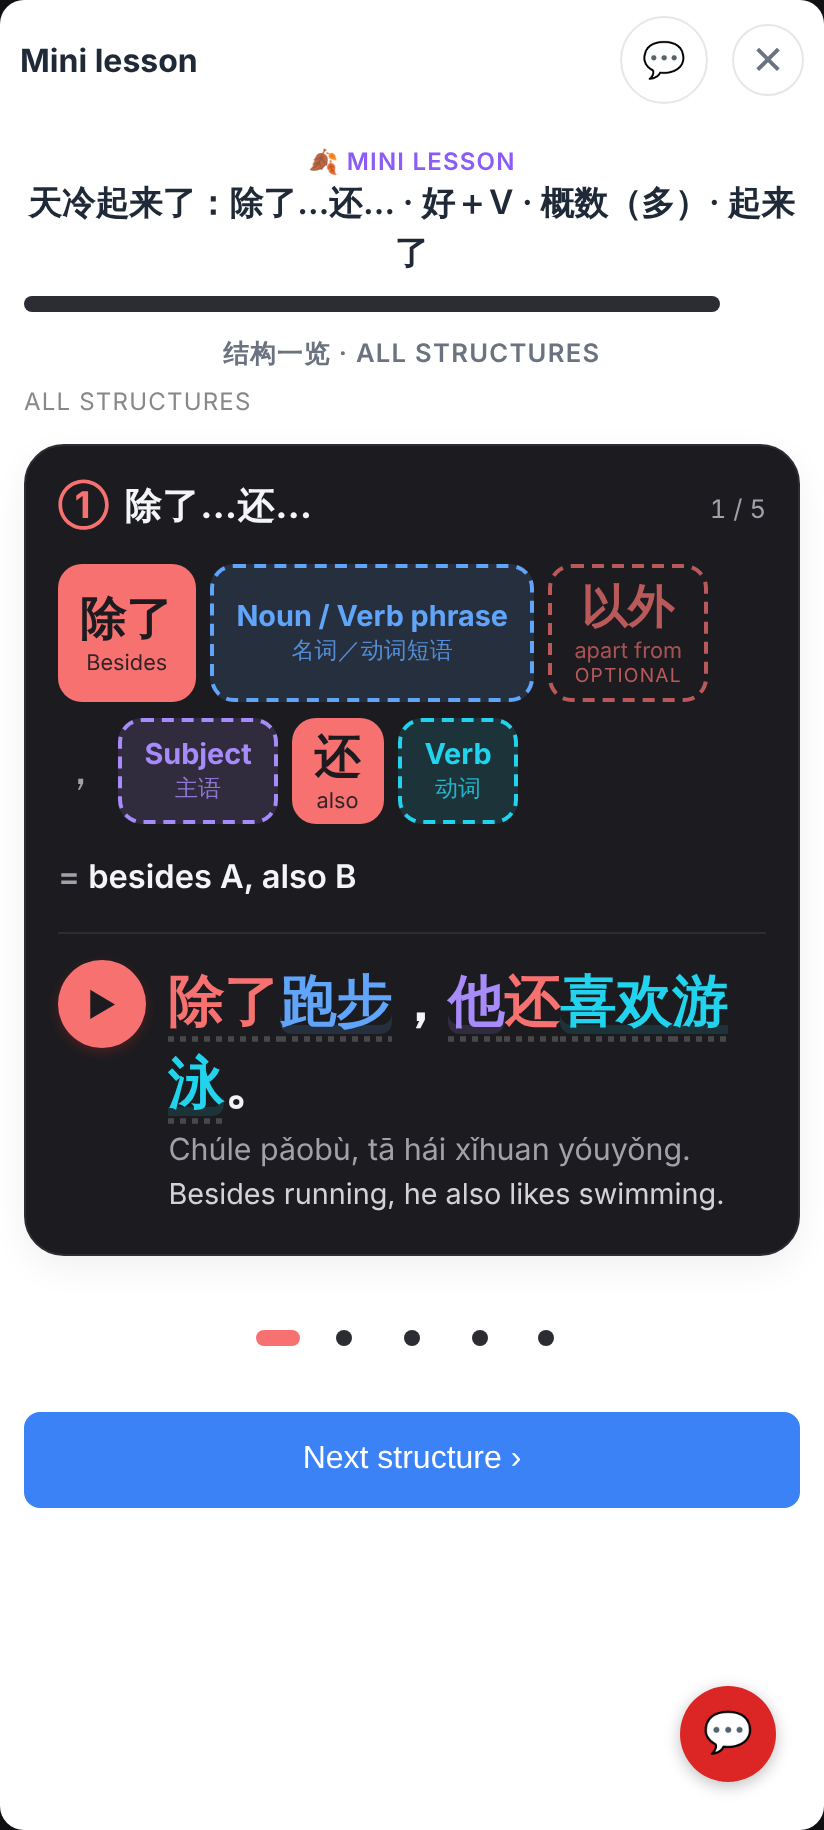 Mini lesson
🍂 MINI LESSON
天冷起来了：除了…还… · 好＋V · 概数（多）· 起来
了
结构一览 · ALL STRUCTURES
ALL STRUCTURES
① 除了…还… 1 / 5
除了 Noun / Verb phrase 以外
Besides 名词／动词短语 apart from
OPTIONAL
， Subject 还 Verb
主语 also 动词
= besides A, also B
除了跑步，他还喜欢游
泳。
Chúle pǎobù, tā hái xǐhuan yóuyǒng.
Besides running, he also likes swimming.
Next structure ›